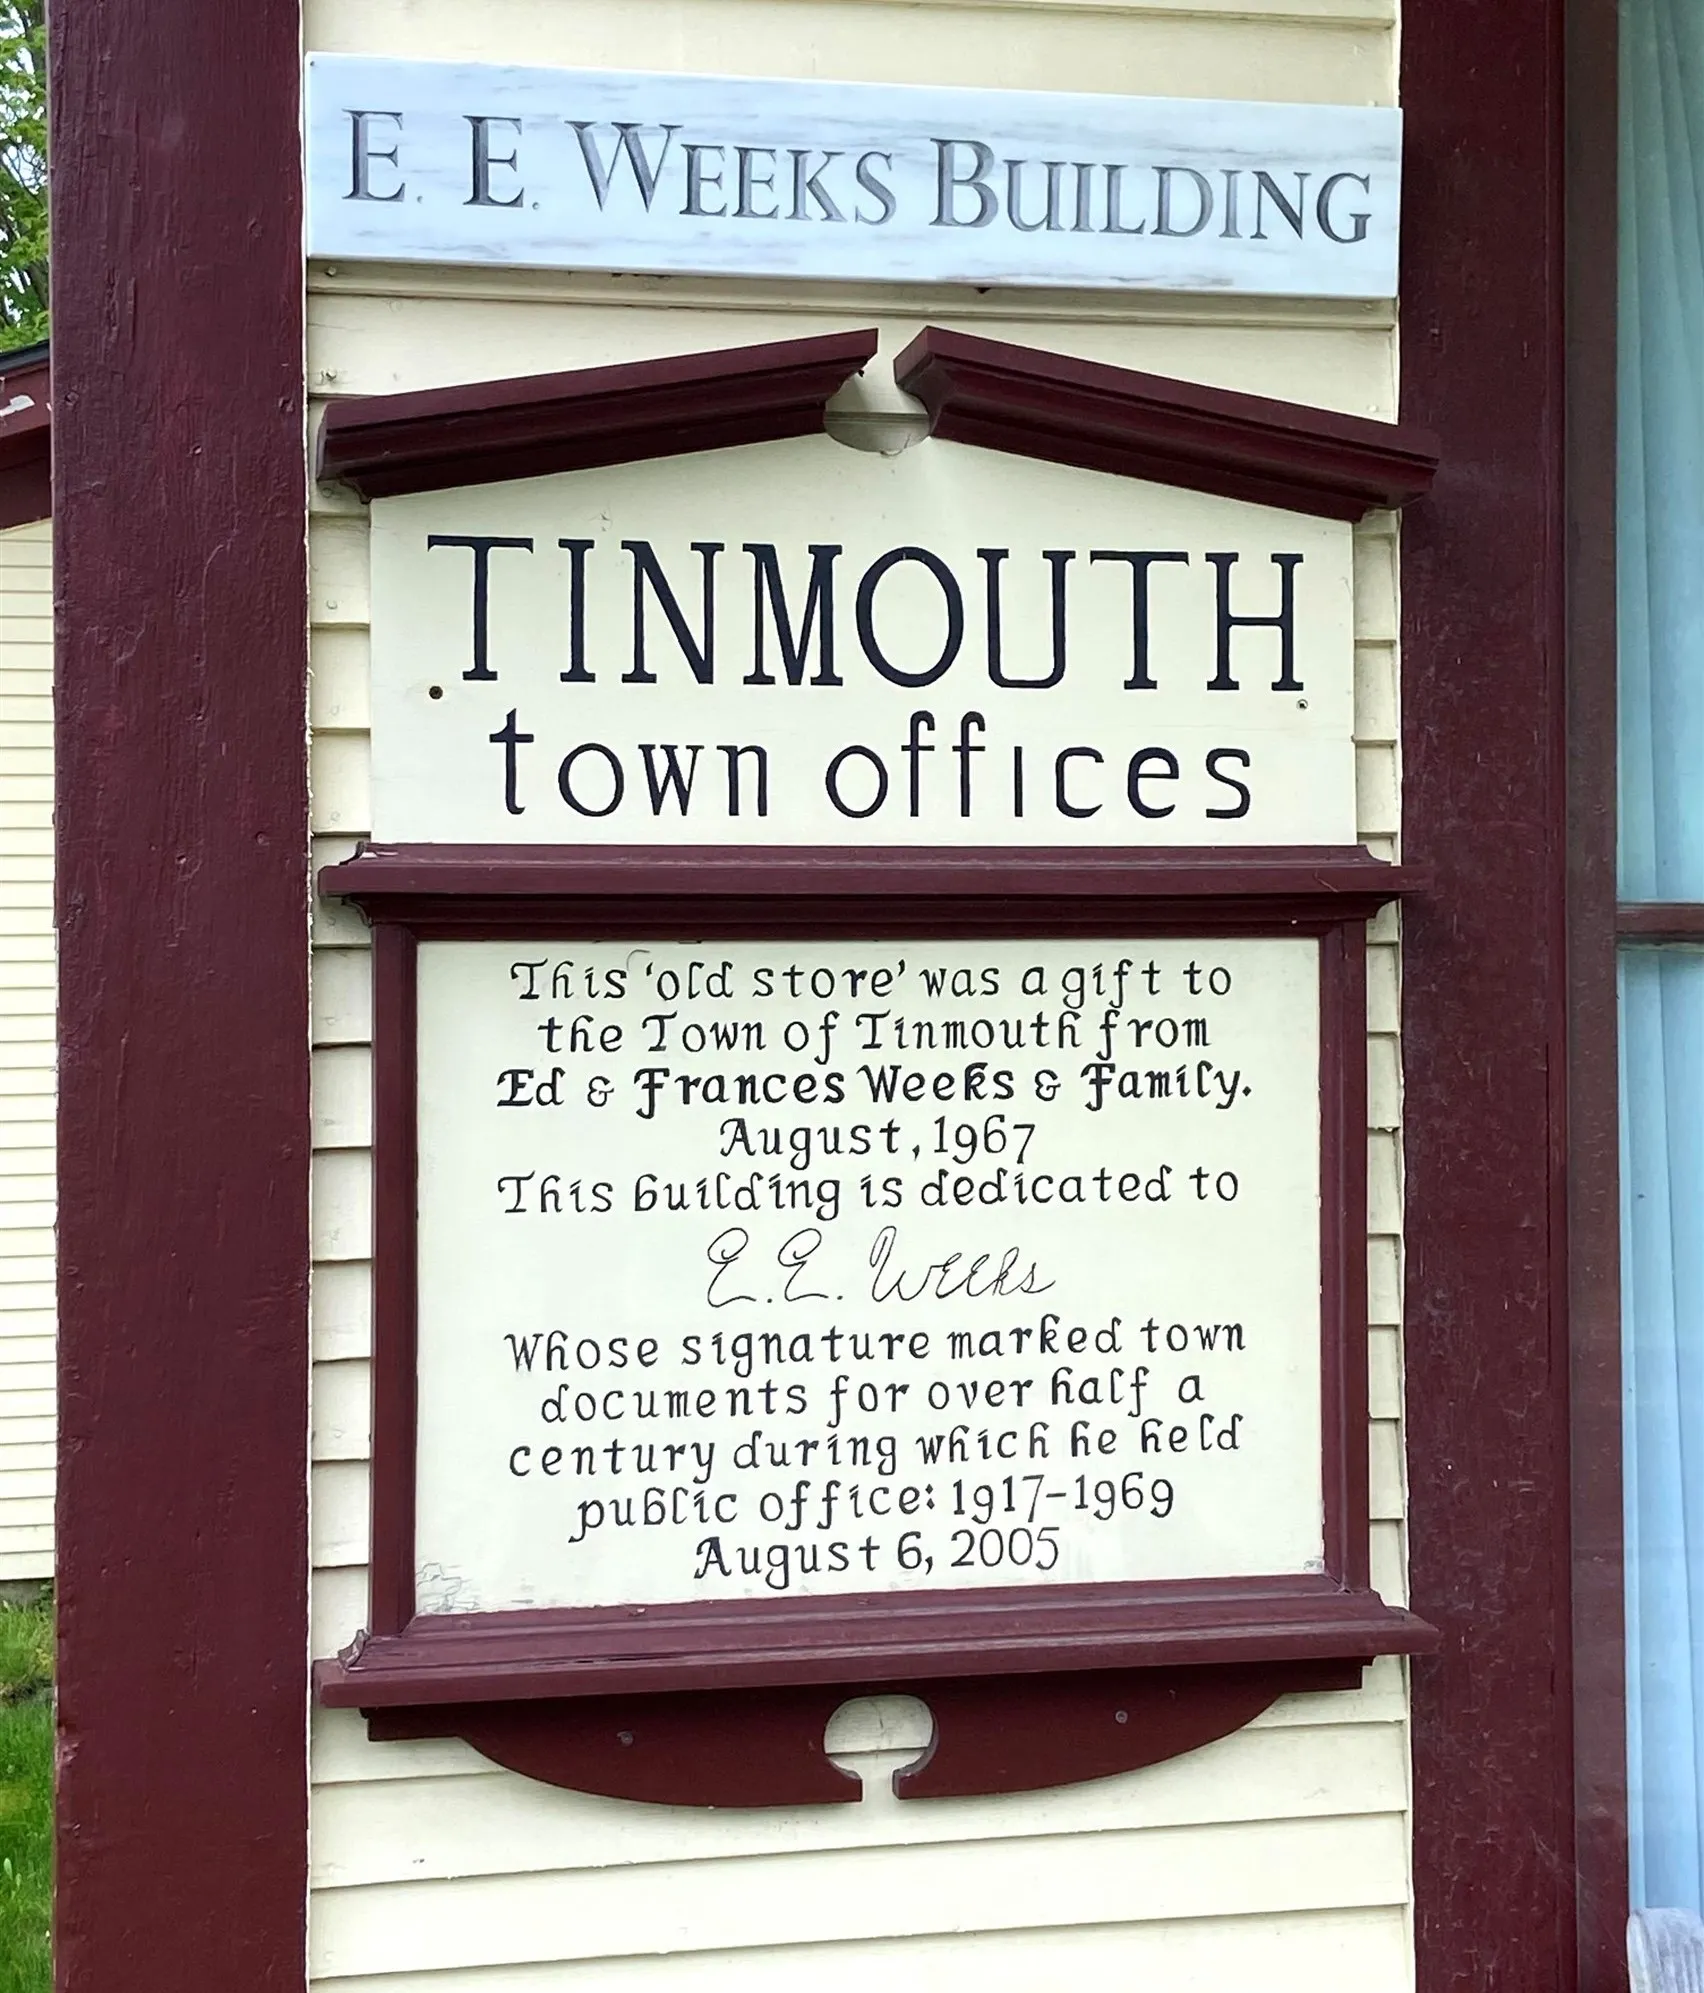 E. E. WEEKS BUILDING
TINMOUTH
town offices
This 'old store' was a gift to
the Town of Tinmouth from
Ed & Frances Weeks & Family.
August, 1967
This building is dedicated to
E. E. Weeks
Whose signature marked town
documents for over half a
century during which he held
public office: 1917-1969
August 6, 2005